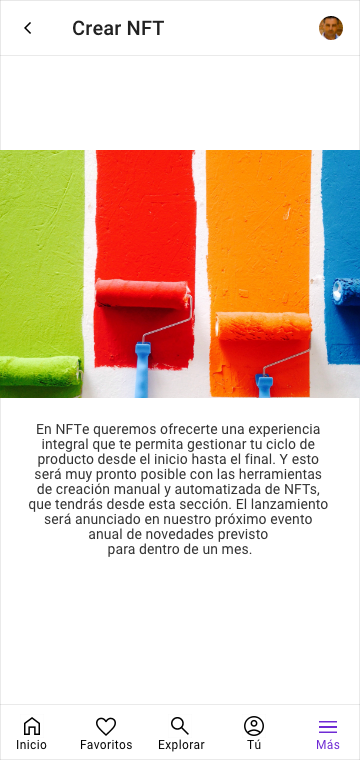 Crear NFT
En NFTe queremos ofrecerte una experiencia
integral que te permita gestionar tu ciclo de
producto desde el inicio hasta el final. Y esto
será muy pronto posible con las herramientas
de creación manual y automatizada de NFTs,
que tendrás desde esta sección. El lanzamiento
será anunciado en nuestro próximo evento
anual de novedades previsto
para dentro de un mes.
Inicio
Favoritos
Explorar
Tú
Más